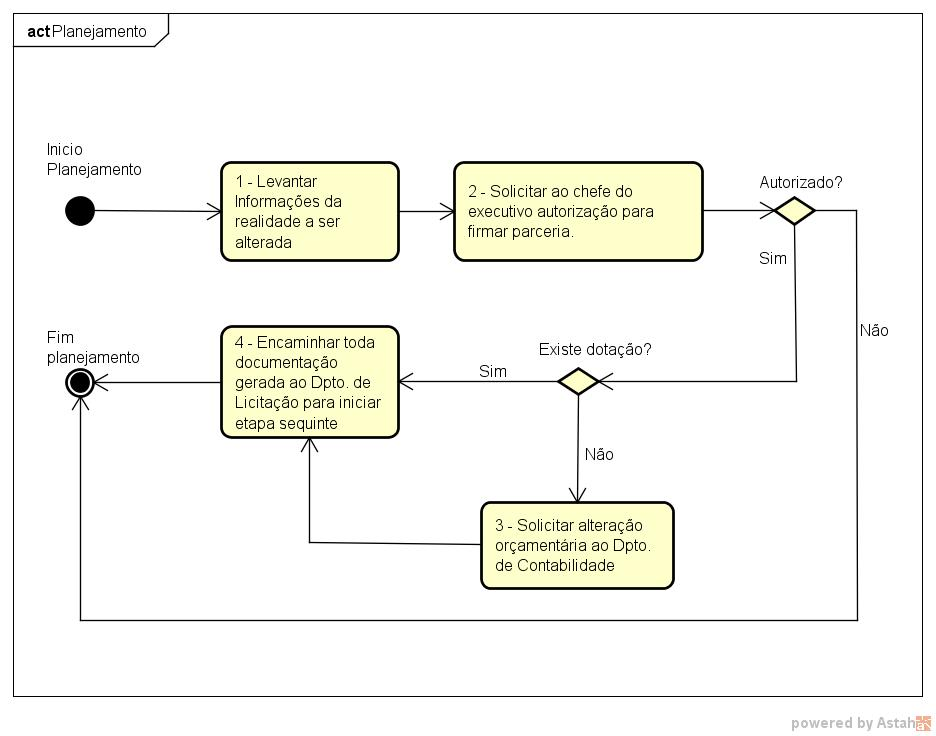 act Planejamento
Inicio
Planejamento
1 - Levantar
Informações da
realidade a ser
alterada
2 - Solicitar ao chefe do
executivo autorização para
firmar parceria.
Autorizado?
Sim
Não
Fim
planejamento
4 - Encaminhar toda
documentação
gerada ao Dpto. de
Licitação para iniciar
etapa sequinte
Sim
Existe dotação?
Não
3 - Solicitar alteração
orçamentária ao Dpto.
de Contabilidade
powered by Astah